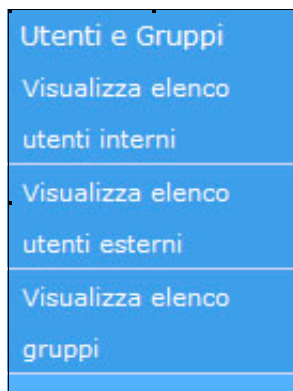 Utenti e Gruppi
Visualizza elenco
utenti interni
Visualizza elenco
utenti esterni
Visualizza elenco
gruppi